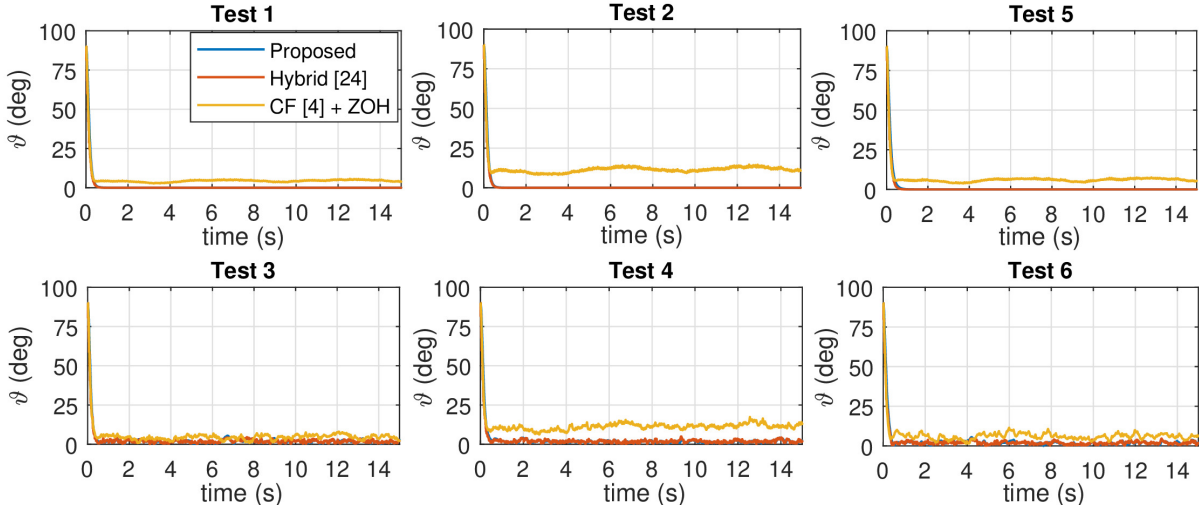 Test 1
100
75
50
25
0
ϑ (deg)
0 2 4 6 8 10 12 14
time (s)
Proposed
Hybrid [24]
CF [4] + ZOH
Test 2
100
75
50
25
0
ϑ (deg)
0 2 4 6 8 10 12 14
time (s)
Test 5
100
75
50
25
0
ϑ (deg)
0 2 4 6 8 10 12 14
time (s)
Test 3
100
75
50
25
0
ϑ (deg)
0 2 4 6 8 10 12 14
time (s)
Test 4
100
75
50
25
0
ϑ (deg)
0 2 4 6 8 10 12 14
time (s)
Test 6
100
75
50
25
0
ϑ (deg)
0 2 4 6 8 10 12 14
time (s)